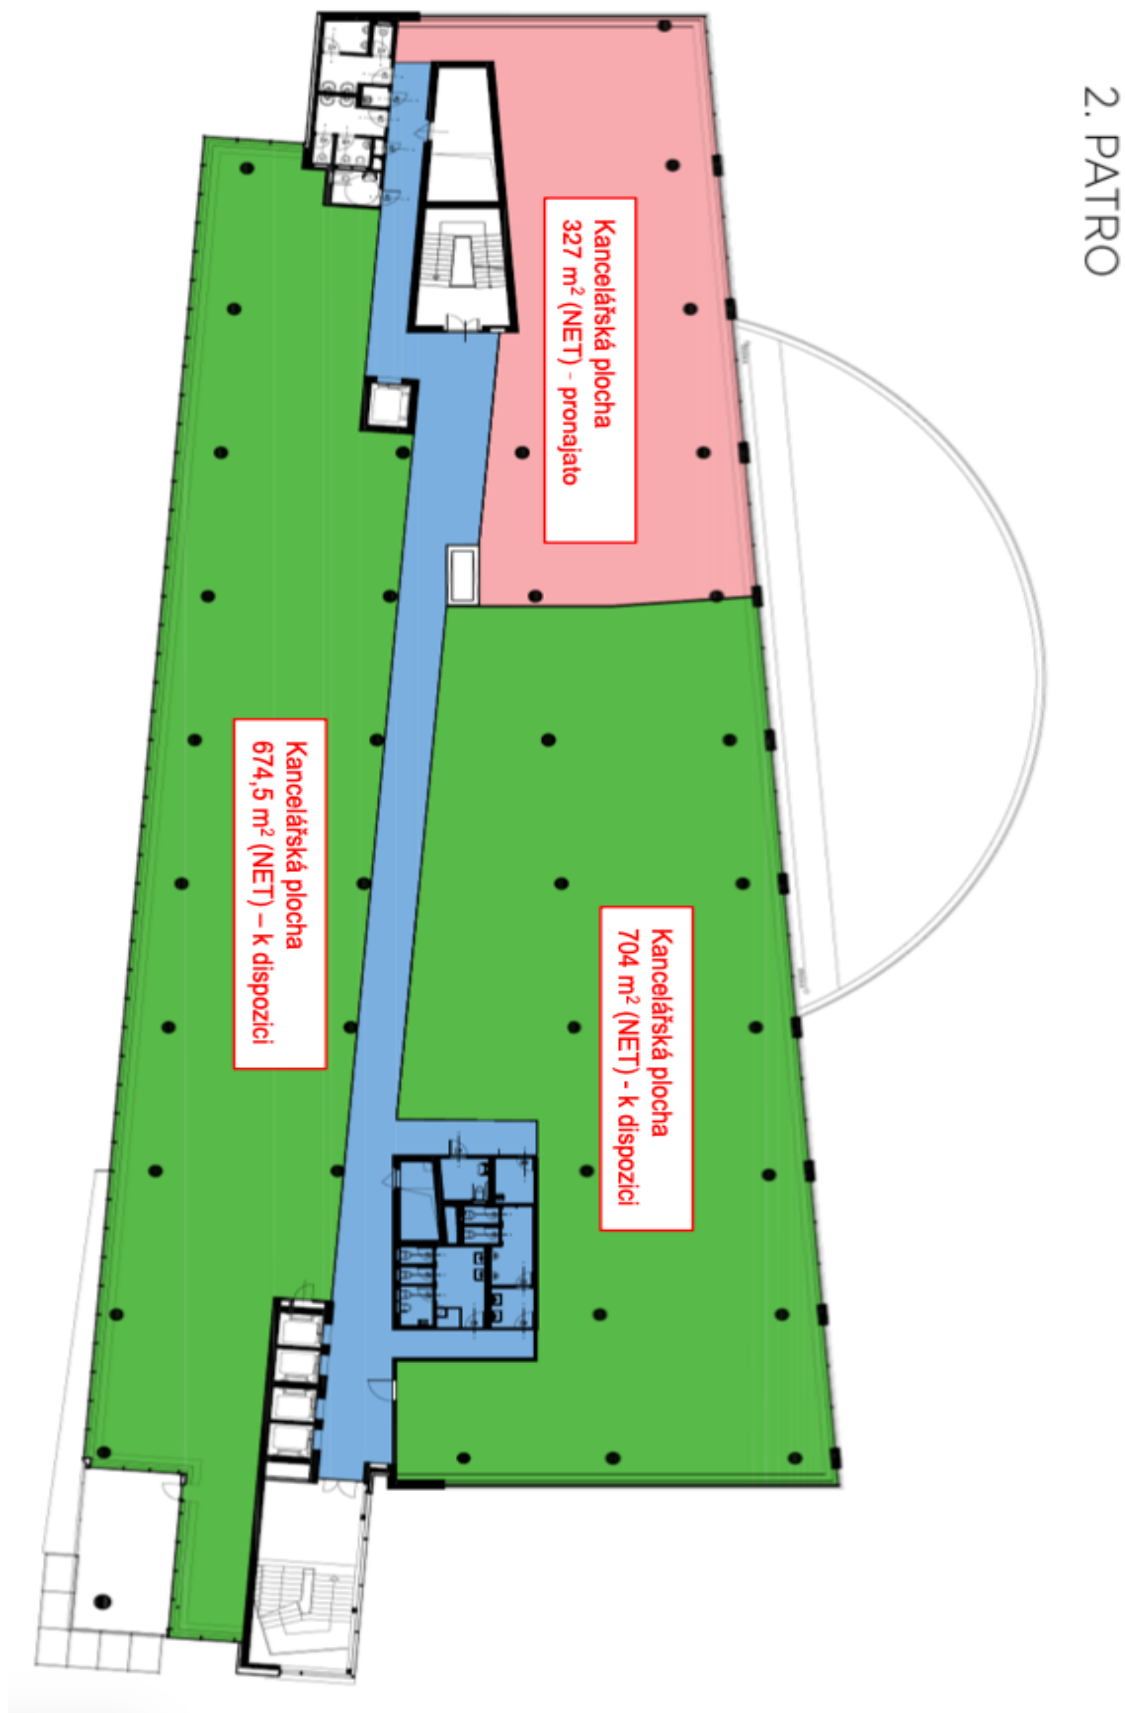 2. PATRO
Kancelářská plocha
327 m² (NET) - pronajato
Kancelářská plocha
704 m² (NET) - k dispozici
Kancelářská plocha
674,5 m² (NET) – k dispozici